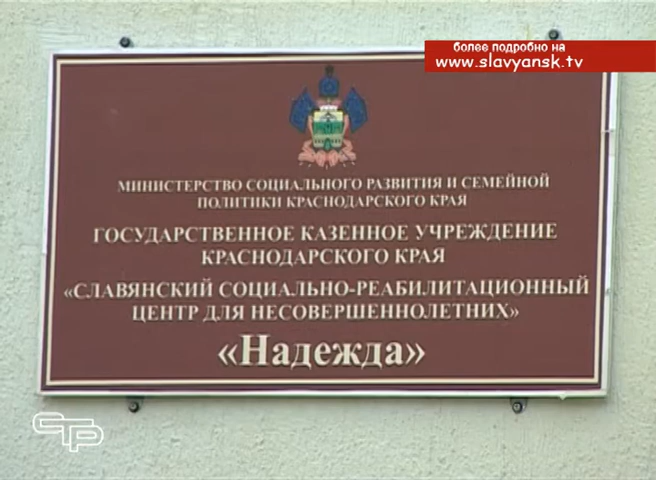 более подробно на
www.slavyansk.tv
МИНИСТЕРСТВО СОЦИАЛЬНОГО РАЗВИТИЯ И СЕМЕЙНОЙ
ПОЛИТИКИ КРАСНОДАРСКОГО КРАЯ
ГОСУДАРСТВЕННОЕ КАЗЕННОЕ УЧРЕЖДЕНИЕ
КРАСНОДАРСКОГО КРАЯ
«СЛАВЯНСКИЙ СОЦИАЛЬНО-РЕАБИЛИТАЦИОННЫЙ
ЦЕНТР ДЛЯ НЕСОВЕРШЕННОЛЕТНИХ»
«Надежда»
СТР